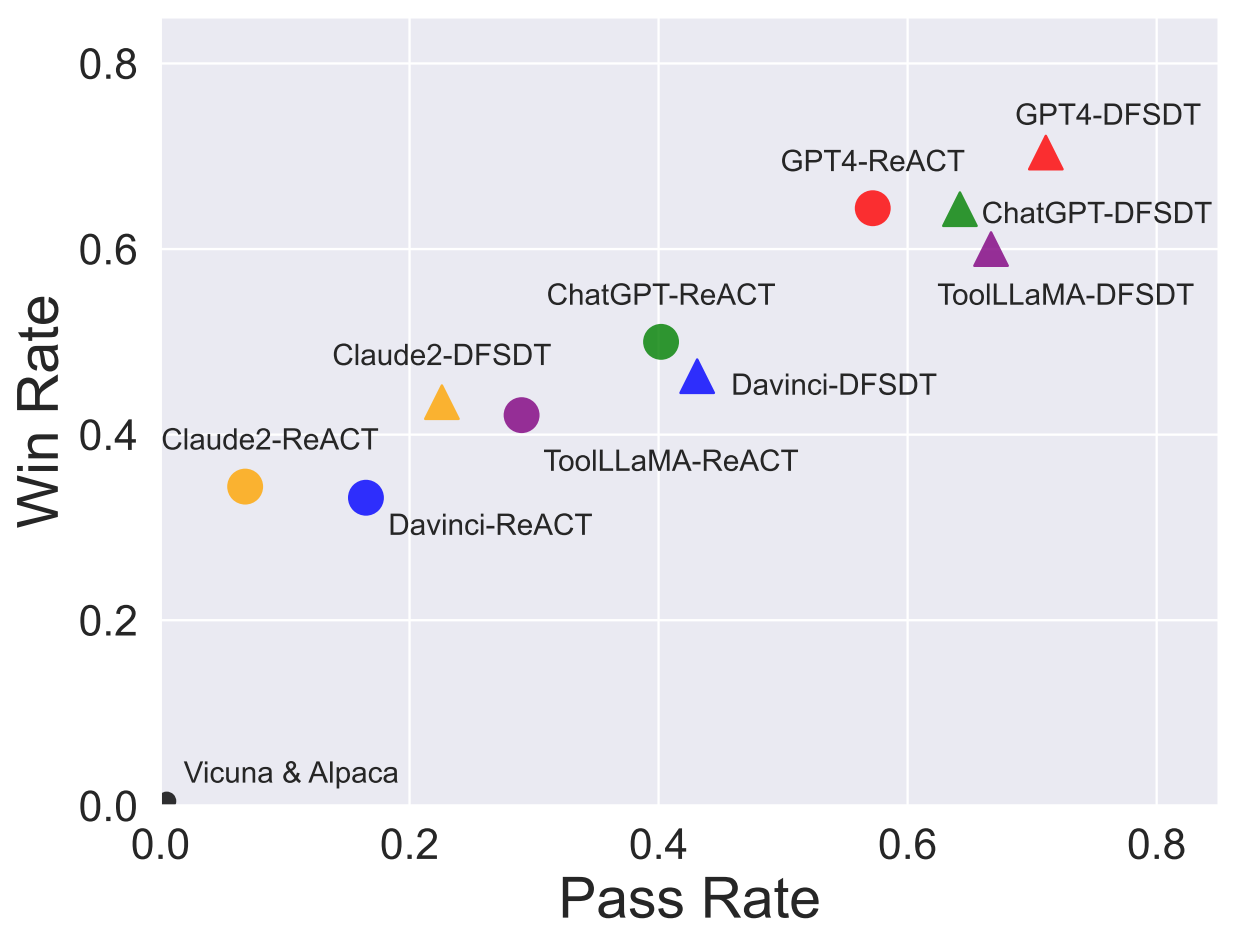 0.8
GPT4-DFSDT
GPT4-ReACT
ChatGPT-DFSDT
0.6
ToolLLaMA-DFSDT
ChatGPT-ReACT
Claude2-DFSDT
Davinci-DFSDT
0.4
Claude2-ReACT
ToolLLaMA-ReACT
Davinci-ReACT
Win Rate
0.2
Vicuna & Alpaca
0.0
0.0 0.2 0.4 0.6 0.8
Pass Rate